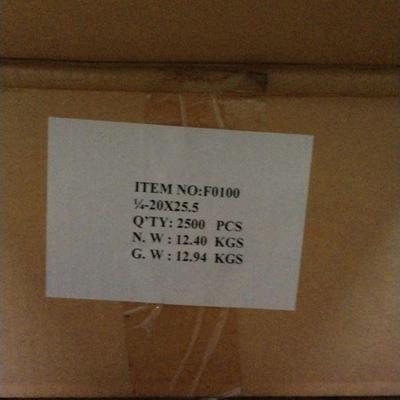 ITEM NO:F0100
¼-20X25.5
Q'TY: 2500 PCS
N. W : 12.40 KGS
G. W : 12.94 KGS